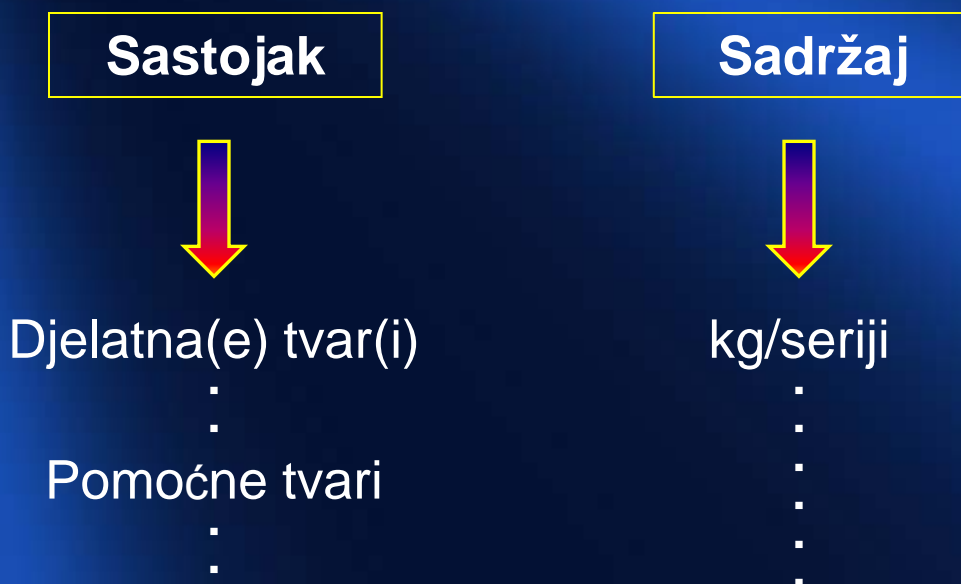 Sastojak
Sadržaj
Djelatna(e) tvar(i)
kg/seriji
.
.
Pomoćne tvari
.
.
.
.
.
.
.
.